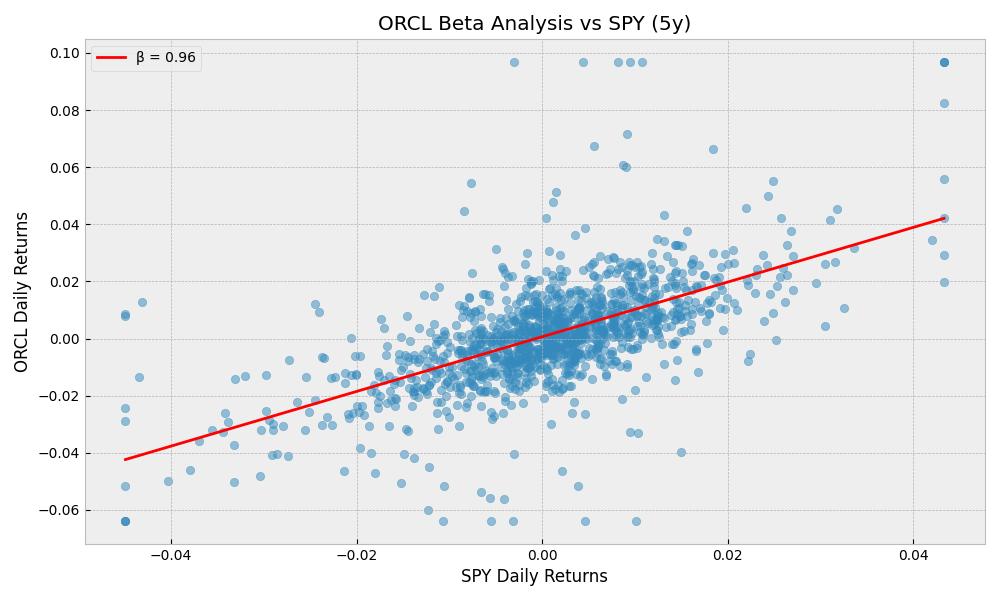 ORCL Beta Analysis vs SPY (5y)
β = 0.96
ORCL Daily Returns
0.10
0.08
0.06
0.04
0.02
0.00
−0.02
−0.04
−0.06
−0.04 −0.02 0.00 0.02 0.04
SPY Daily Returns